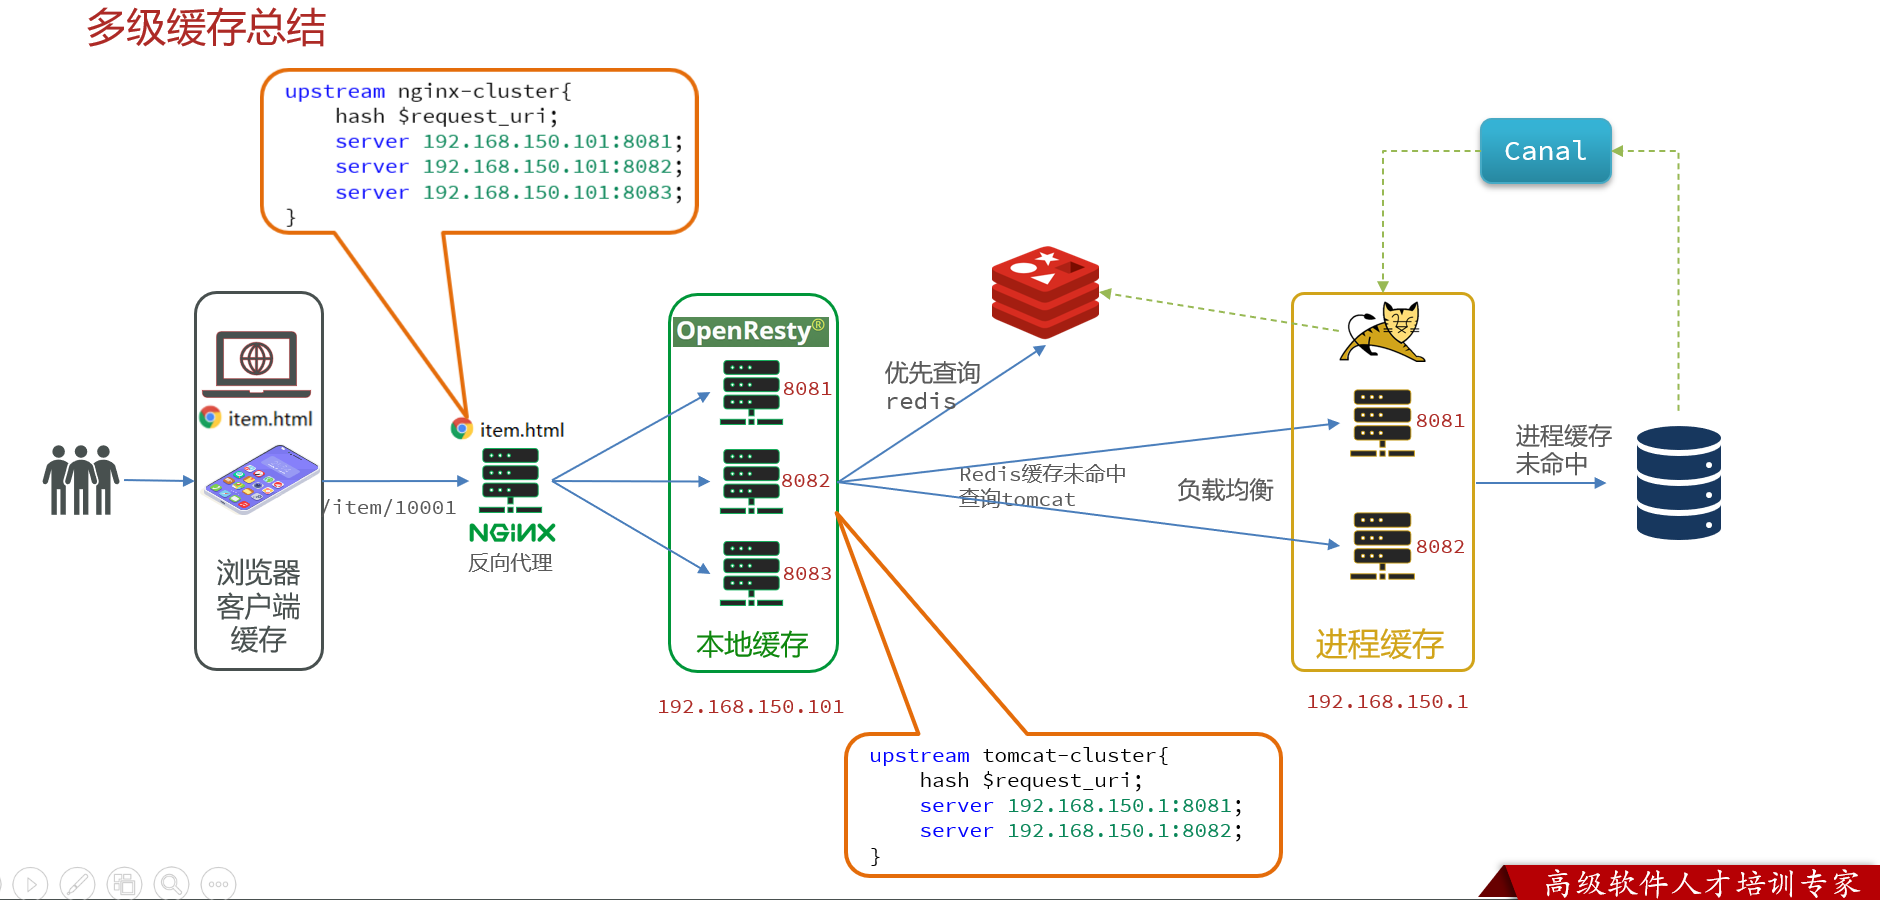 多级缓存总结
upstream nginx-cluster{
hash $request_uri;
server 192.168.150.101:8081;
server 192.168.150.101:8082;
server 192.168.150.101:8083;
}
Canal
item.html
浏览器
客户端
缓存
/item/10001
item.html
NGINX
反向代理
OpenResty®
8081
8082
8083
本地缓存
192.168.150.101
优先查询
redis
Redis缓存未命中
查询tomcat
负载均衡
8081
8082
进程缓存
192.168.150.1
进程缓存
未命中
upstream tomcat-cluster{
hash $request_uri;
server 192.168.150.1:8081;
server 192.168.150.1:8082;
}
高级软件人才培训专家